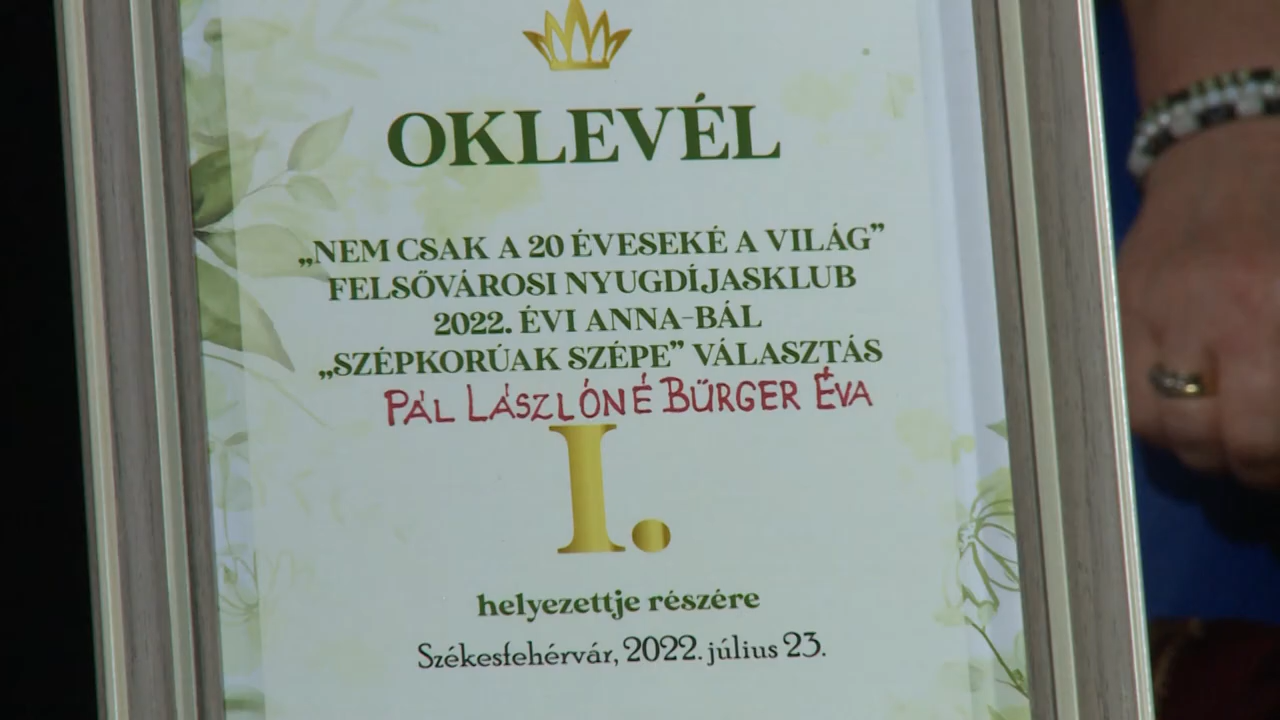 OKLEVÉL
„NEM CSAK A 20 ÉVESEKÉ A VILÁG”
FELSŐVÁROSI NYUGDÍJASKLUB
2022. ÉVI ANNA-BÁL
„SZÉPKORÚAK SZÉPE” VÁLASZTÁS
PÁL LÁSZLÓNÉ BÜRGER ÉVA
I.
helyezettje részére
Székesfehérvár, 2022. július 23.